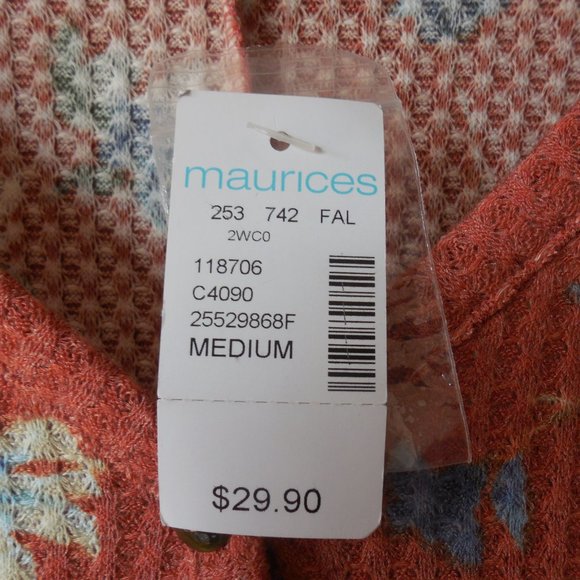 maurices
253 742 FAL
2WC0
118706
C4090
25529868F
MEDIUM
$29.90